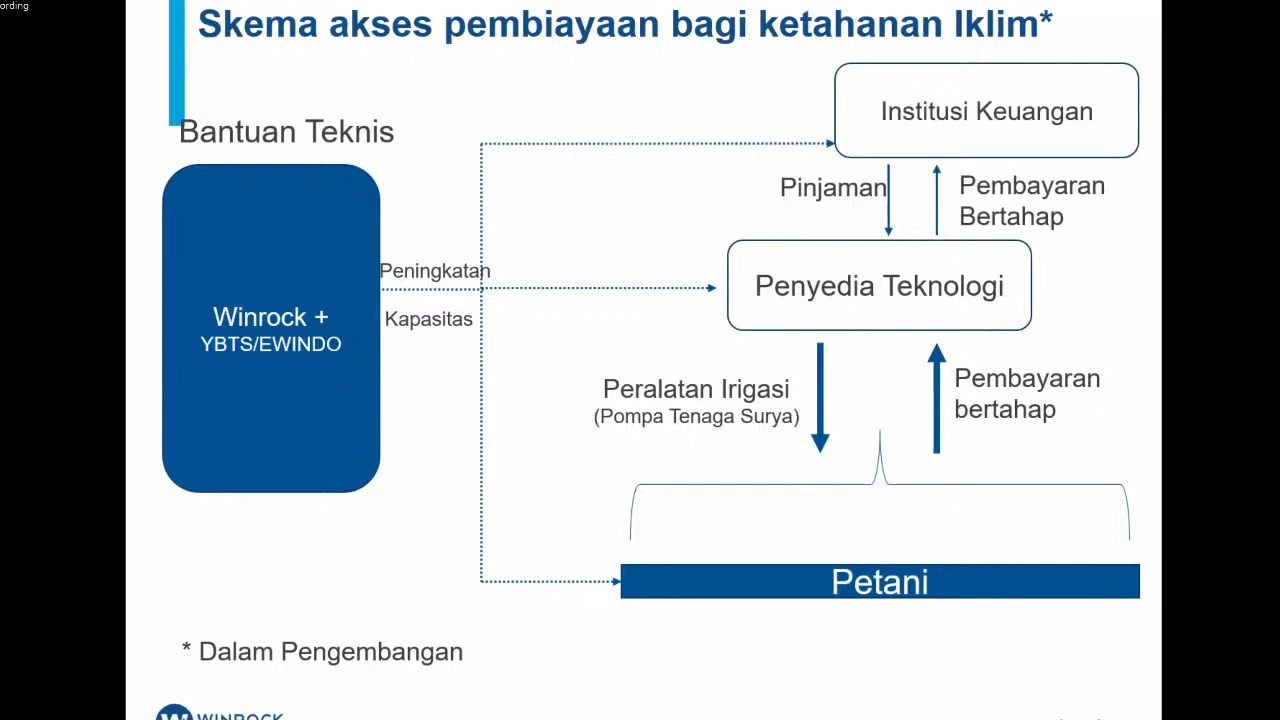 ording
Skema akses pembiayaan bagi ketahanan Iklim*
Bantuan Teknis
Institusi Keuangan
Pinjaman
Pembayaran
Bertahap
Peningkatan
Kapasitas
Penyedia Teknologi
Winrock +
YBTS/EWINDO
Peralatan Irigasi
(Pompa Tenaga Surya)
Pembayaran
bertahap
Petani
* Dalam Pengembangan
WINROCK